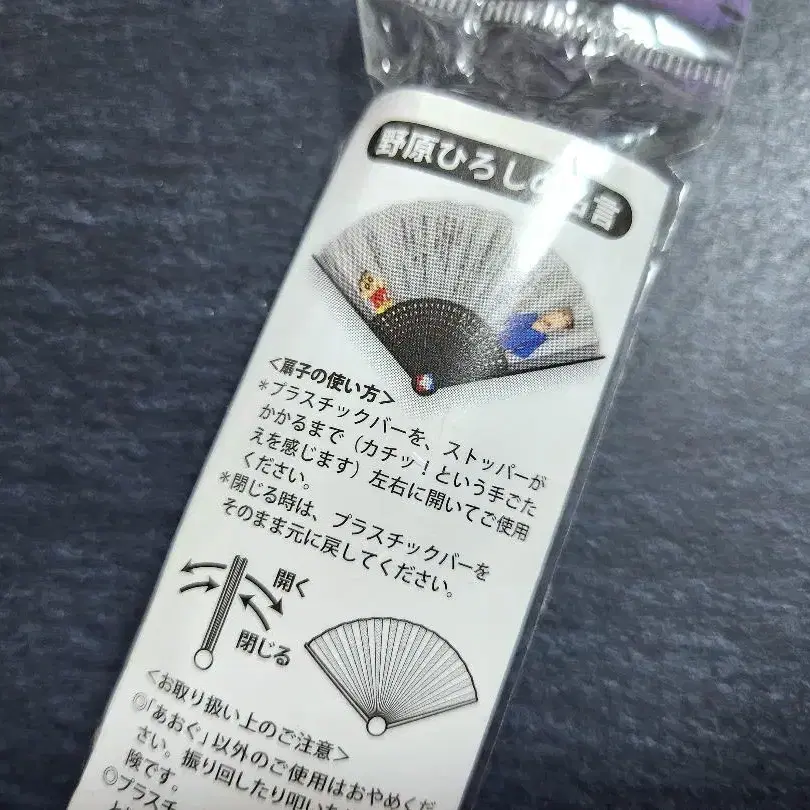 野原ひろしの名言
<扇子の使い方>
＊プラスチックバーを、ストッパーが
かかるまで（カチッ！という手ごた
えを感じます）左右に開いてご使用
ください。
＊閉じる時は、プラスチックバーを
そのまま元に戻してください。
開く
閉じる
<お取り扱い上のご注意>
◎「あおぐ」以外のご使用はおやめくだ
さい。振り回したり叩いた
険です。
◎プラスチ